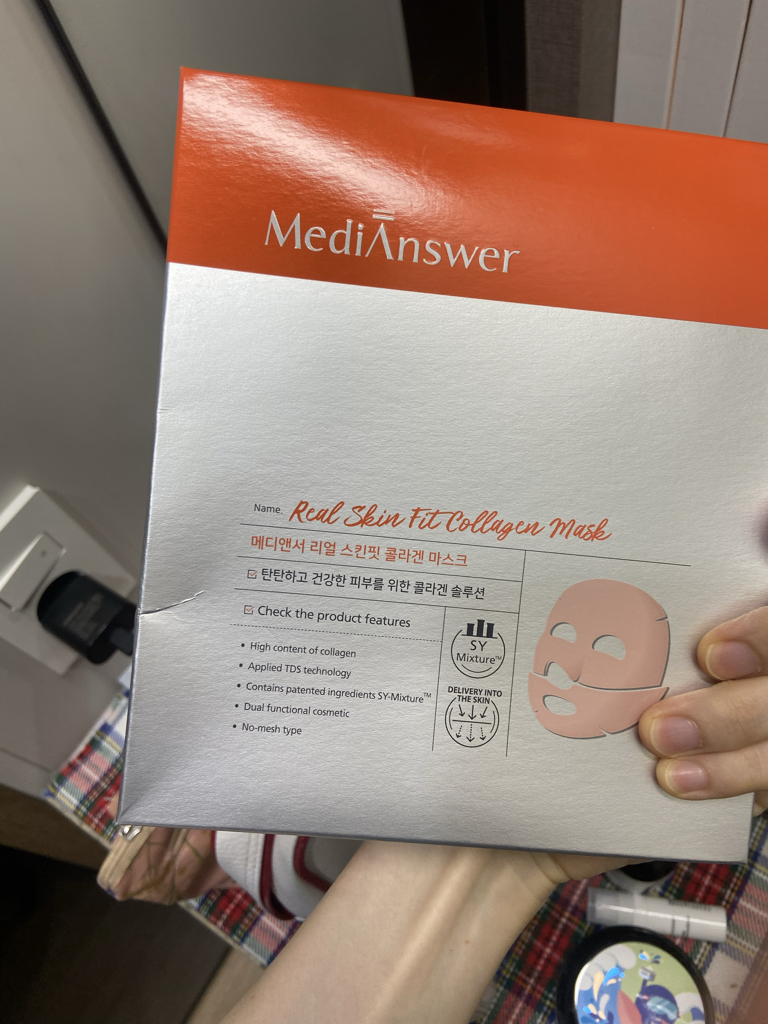 MediAnswer
Name. Real Skin Fit Collagen Mask
메디앤서 리얼 스킨핏 콜라겐 마스크
탄탄하고 건강한 피부를 위한 콜라겐 솔루션
Check the product features
• High content of collagen
• Applied TDS technology
• Contains patented ingredients SY-Mixture™
• Dual functional cosmetic
• No-mesh type
SY
Mixture™
DELIVERY INTO
THE SKIN